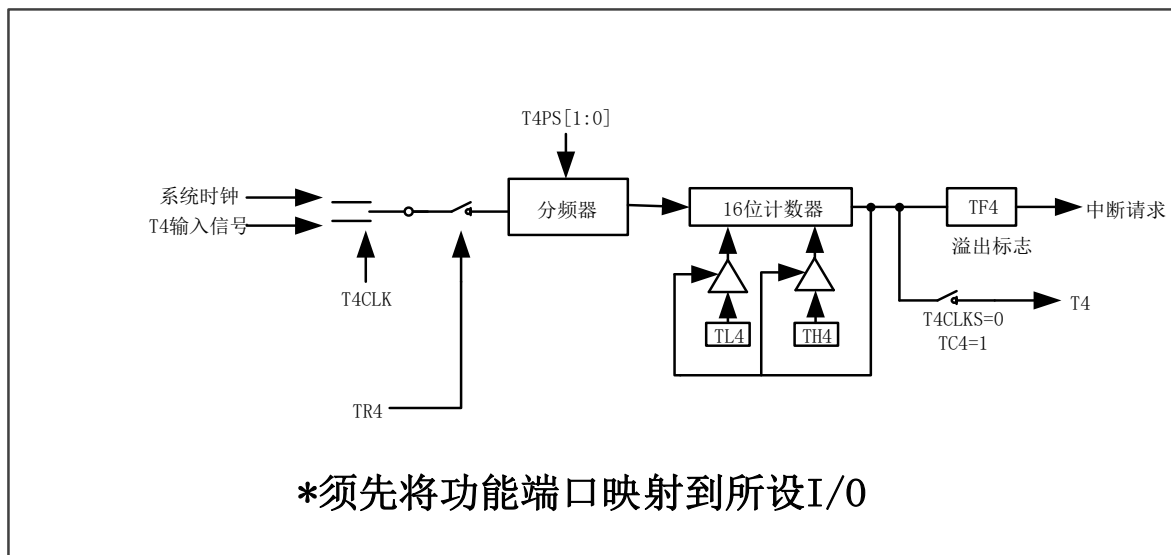 T4PS[1:0]
系统时钟
T4输入信号
分频器
16位计数器
TF4
中断请求
溢出标志
T4CLK
TL4
TH4
T4
T4CLKS=0
TC4=1
TR4
*须先将功能端口映射到所设I/O